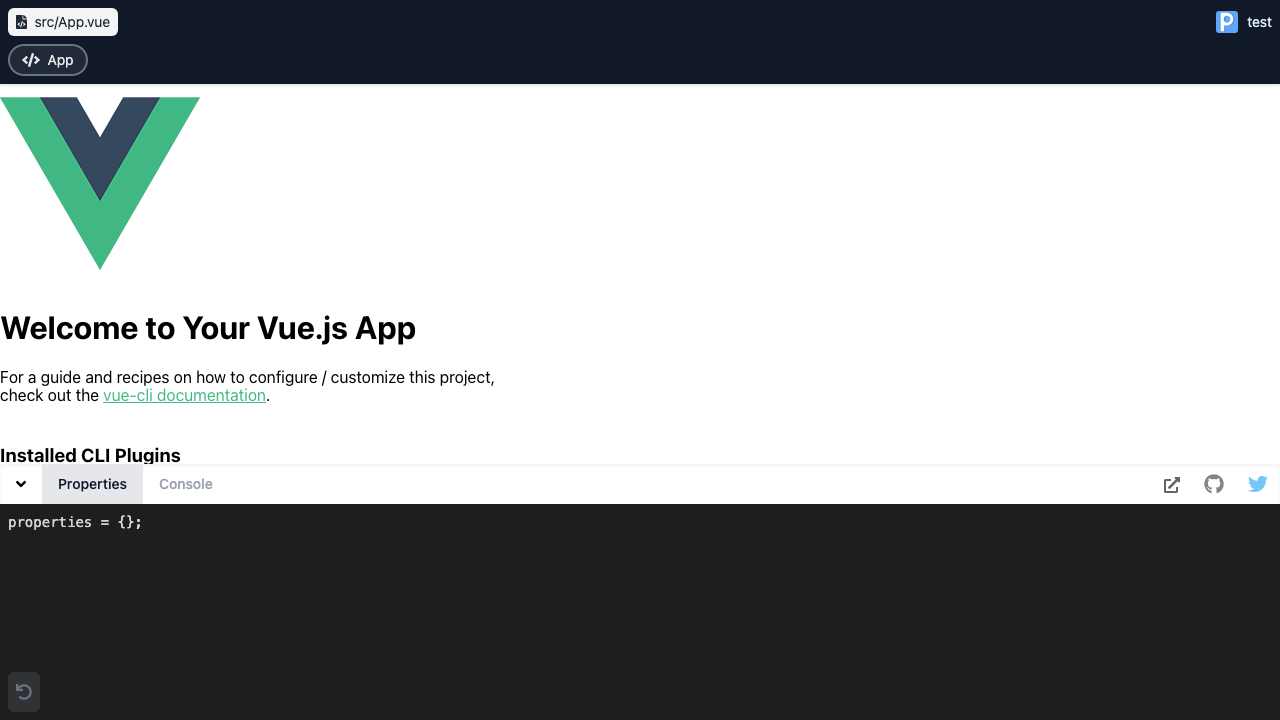 src/App.vue
test
App
Welcome to Your Vue.js App
For a guide and recipes on how to configure / customize this project,
check out the vue-cli documentation.
Installed CLI Plugins
Properties
Console
properties = {};